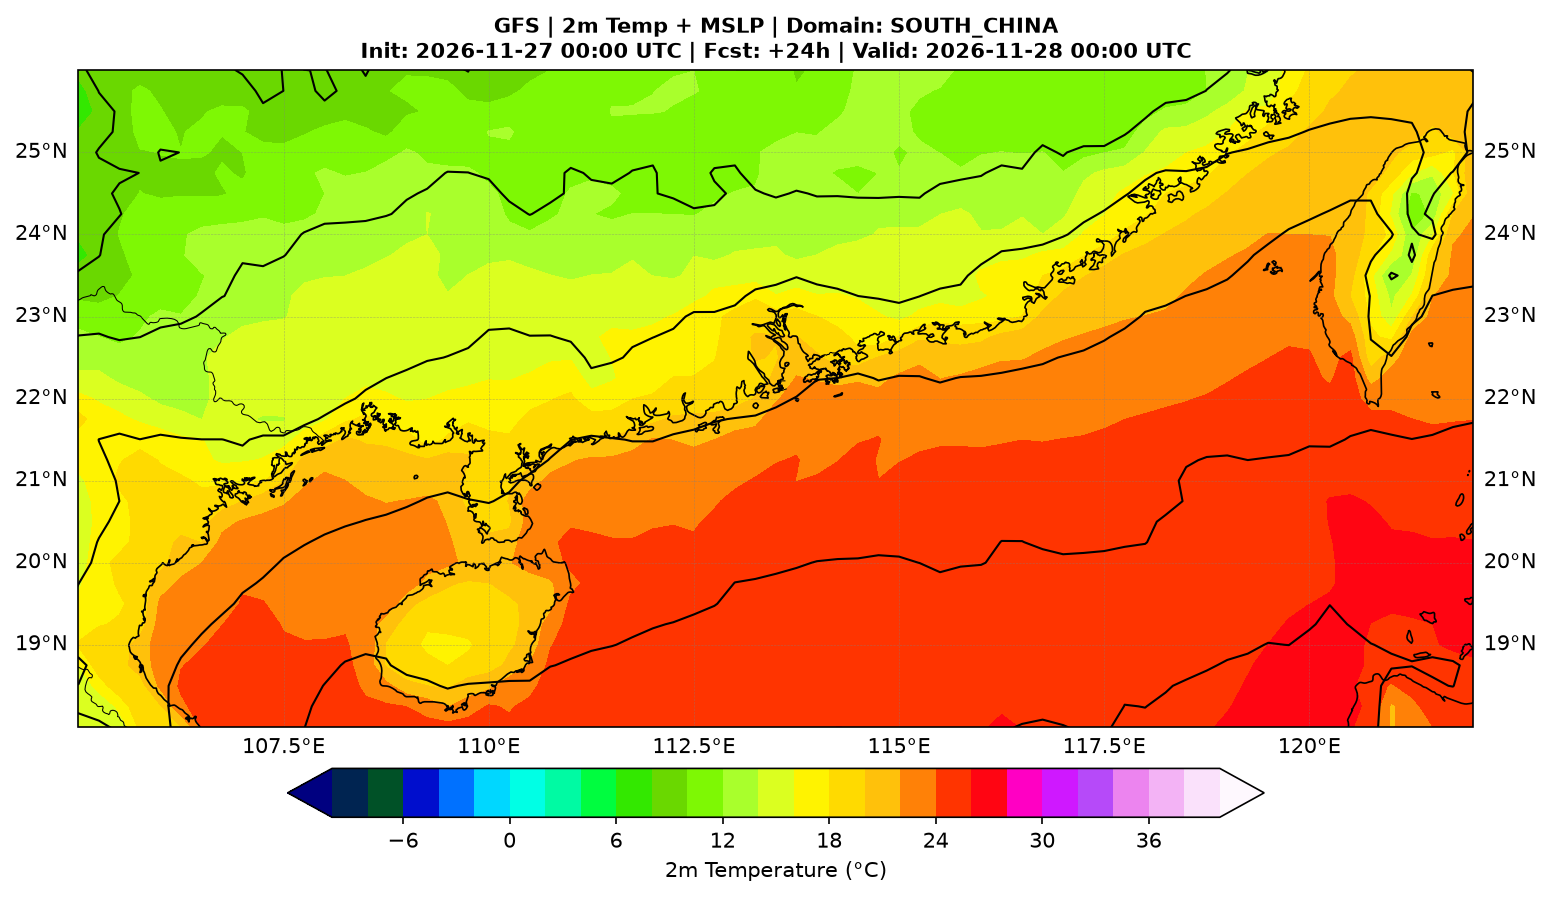 GFS | 2m Temp + MSLP | Domain: SOUTH_CHINA
Init: 2026-11-27 00:00 UTC | Fcst: +24h | Valid: 2026-11-28 00:00 UTC
25°N 25°N
24°N 24°N
23°N 23°N
22°N 22°N
21°N 21°N
20°N 20°N
19°N 19°N
107.5°E 110°E 112.5°E 115°E 117.5°E 120°E
−6 0 6 12 18 24 30 36
2m Temperature (°C)